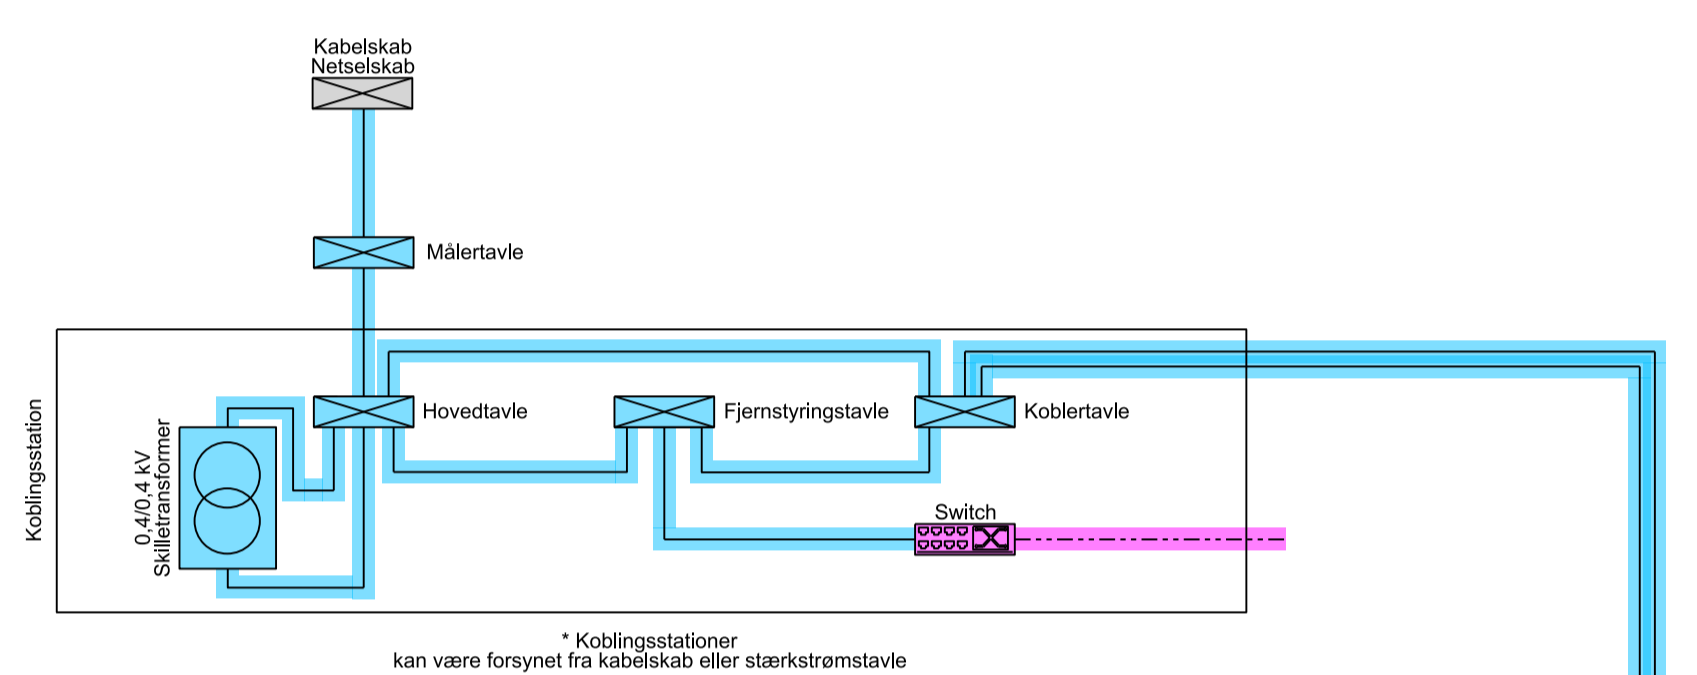 Kabelskab
Netselskab
Målertavle
Koblingsstation
0,4/0,4 kV
Skilletransformer
Hovedtavle
Fjernstyringstavle
Koblertavle
Switch
* Koblingsstationer
kan være forsynet fra kabelskab eller stærkstrømstavle